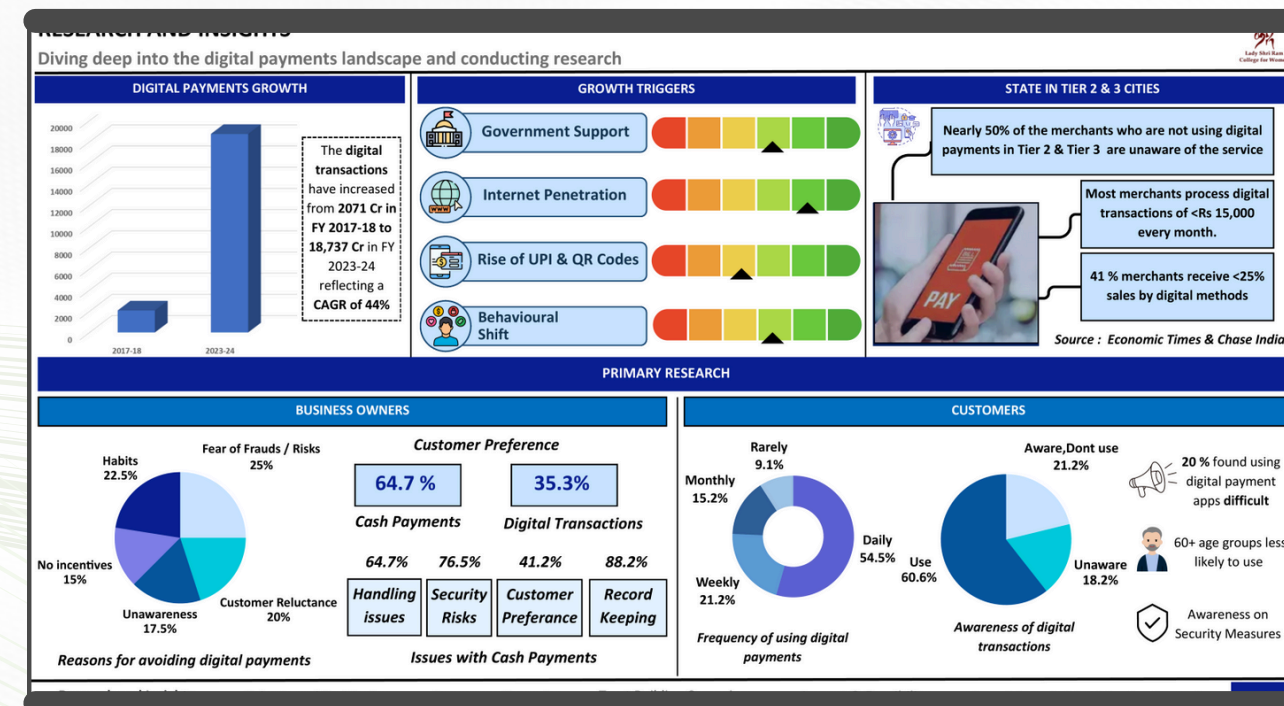 RESEARCH AND INSIGHTS
Diving deep into the digital payments landscape and conducting research
Lady Shri Ram
College for Wome
DIGITAL PAYMENTS GROWTH
20000
18000
16000
14000
12000
10000
8000
6000
4000
2000
0
2017-18
2023-24
The digital
transactions
have increased
from 2071 Cr in
FY 2017-18 to
18,737 Cr in FY
2023-24
reflecting a
CAGR of 44%
GROWTH TRIGGERS
Government Support
WWW
Internet Penetration
Rise of UPI & QR Codes
Behavioural
Shift
STATE IN TIER 2 & 3 CITIES
Nearly 50% of the merchants who are not using digital
payments in Tier 2 & Tier 3 are unaware of the service
Most merchants process digital
transactions of <Rs 15,000
every month.
41 % merchants receive <25%
sales by digital methods
PAY
Source : Economic Times & Chase India
PRIMARY RESEARCH
BUSINESS OWNERS
Habits
22.5%
Fear of Frauds / Risks
25%
No incentives
15%
Unawareness
17.5%
Customer Reluctance
20%
Reasons for avoiding digital payments
Customer Preference
64.7 %
35.3%
Cash Payments
Digital Transactions
64.7%
76.5%
41.2%
88.2%
Handling
issues
Security
Risks
Customer
Preferance
Record
Keeping
Issues with Cash Payments
CUSTOMERS
Rarely
9.1%
Monthly
15.2%
Daily
54.5%
Weekly
21.2%
Frequency of using digital
payments
Aware,Dont use
21.2%
Use
60.6%
Unaware
18.2%
Awareness of digital
transactions
20 % found using
digital payment
apps difficult
60+ age groups less
likely to use
Awareness on
Security Measures